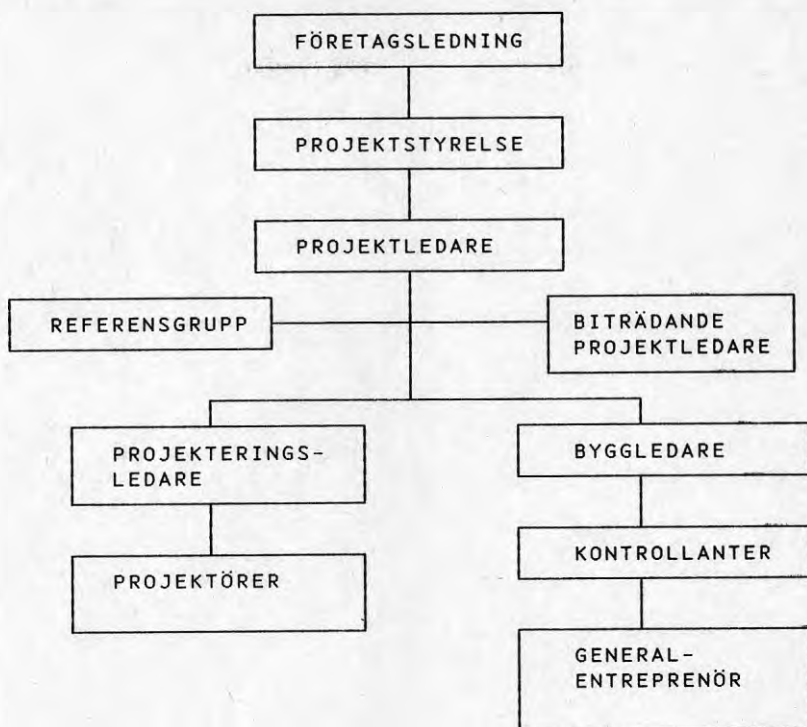 FÖRETAGSLEDNING
PROJEKTSTYRELSE
PROJEKTLEDARE
REFERENSGRUPP
BITRÄDANDE
PROJEKTLEDARE
PROJEKTERINGS-
LEDARE
BYGGLEDARE
PROJEKTÖRER
KONTROLLANTER
GENERAL-
ENTREPRENÖR